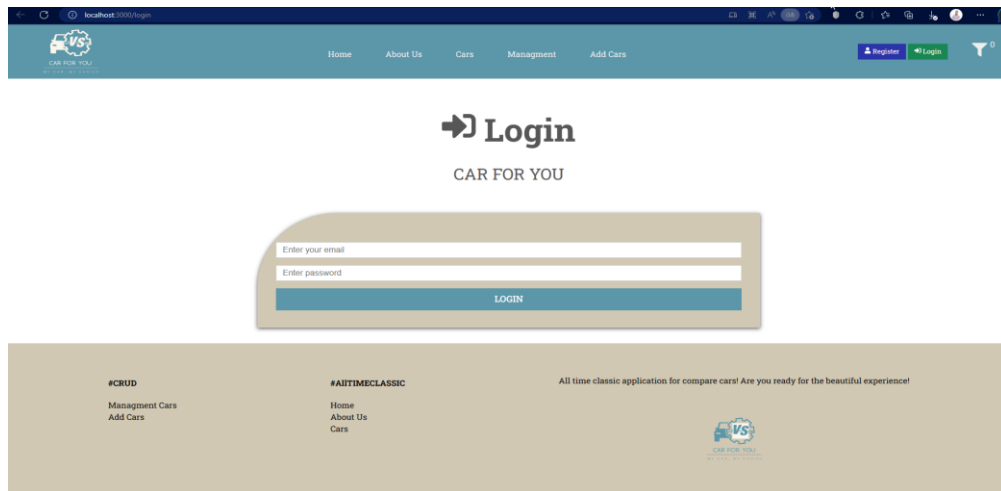 localhost:3000/login
VS
CAR FOR YOU
Home About Us Cars Managment Add Cars
Register Login 0
Login
CAR FOR YOU
Enter your email
Enter password
LOGIN
#CRUD
Managment Cars
Add Cars
#AllTIMECLASSIC
Home
About Us
Cars
All time classic application for compare cars! Are you ready for the beautiful experience!
VS
CAR FOR YOU